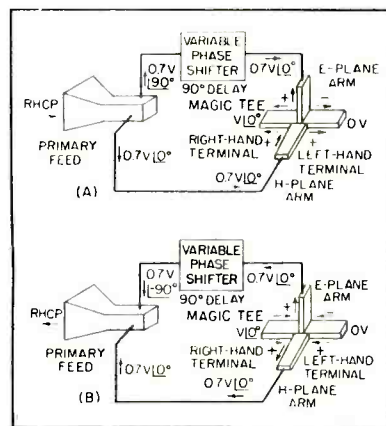 VARIABLE
PHASE
SHIFTER
0.7V
|90°
0.7V|0°
E-PLANE
ARM
90° DELAY
MAGIC TEE
RHCP
V|0°
0V
PRIMARY
FEED
RIGHT-HAND
TERMINAL
0.7V|0°
LEFT-HAND
TERMINAL
0.7V|0°
H-PLANE
ARM
(A)
VARIABLE
PHASE
SHIFTER
0.7V
|-90°
0.7V|0°
E-PLANE
ARM
90° DELAY
MAGIC TEE
RHCP
V|0°
0V
PRIMARY
FEED
RIGHT-HAND
TERMINAL
0.7V|0°
LEFT-HAND
TERMINAL
0.7V|0°
H-PLANE
ARM
(B)